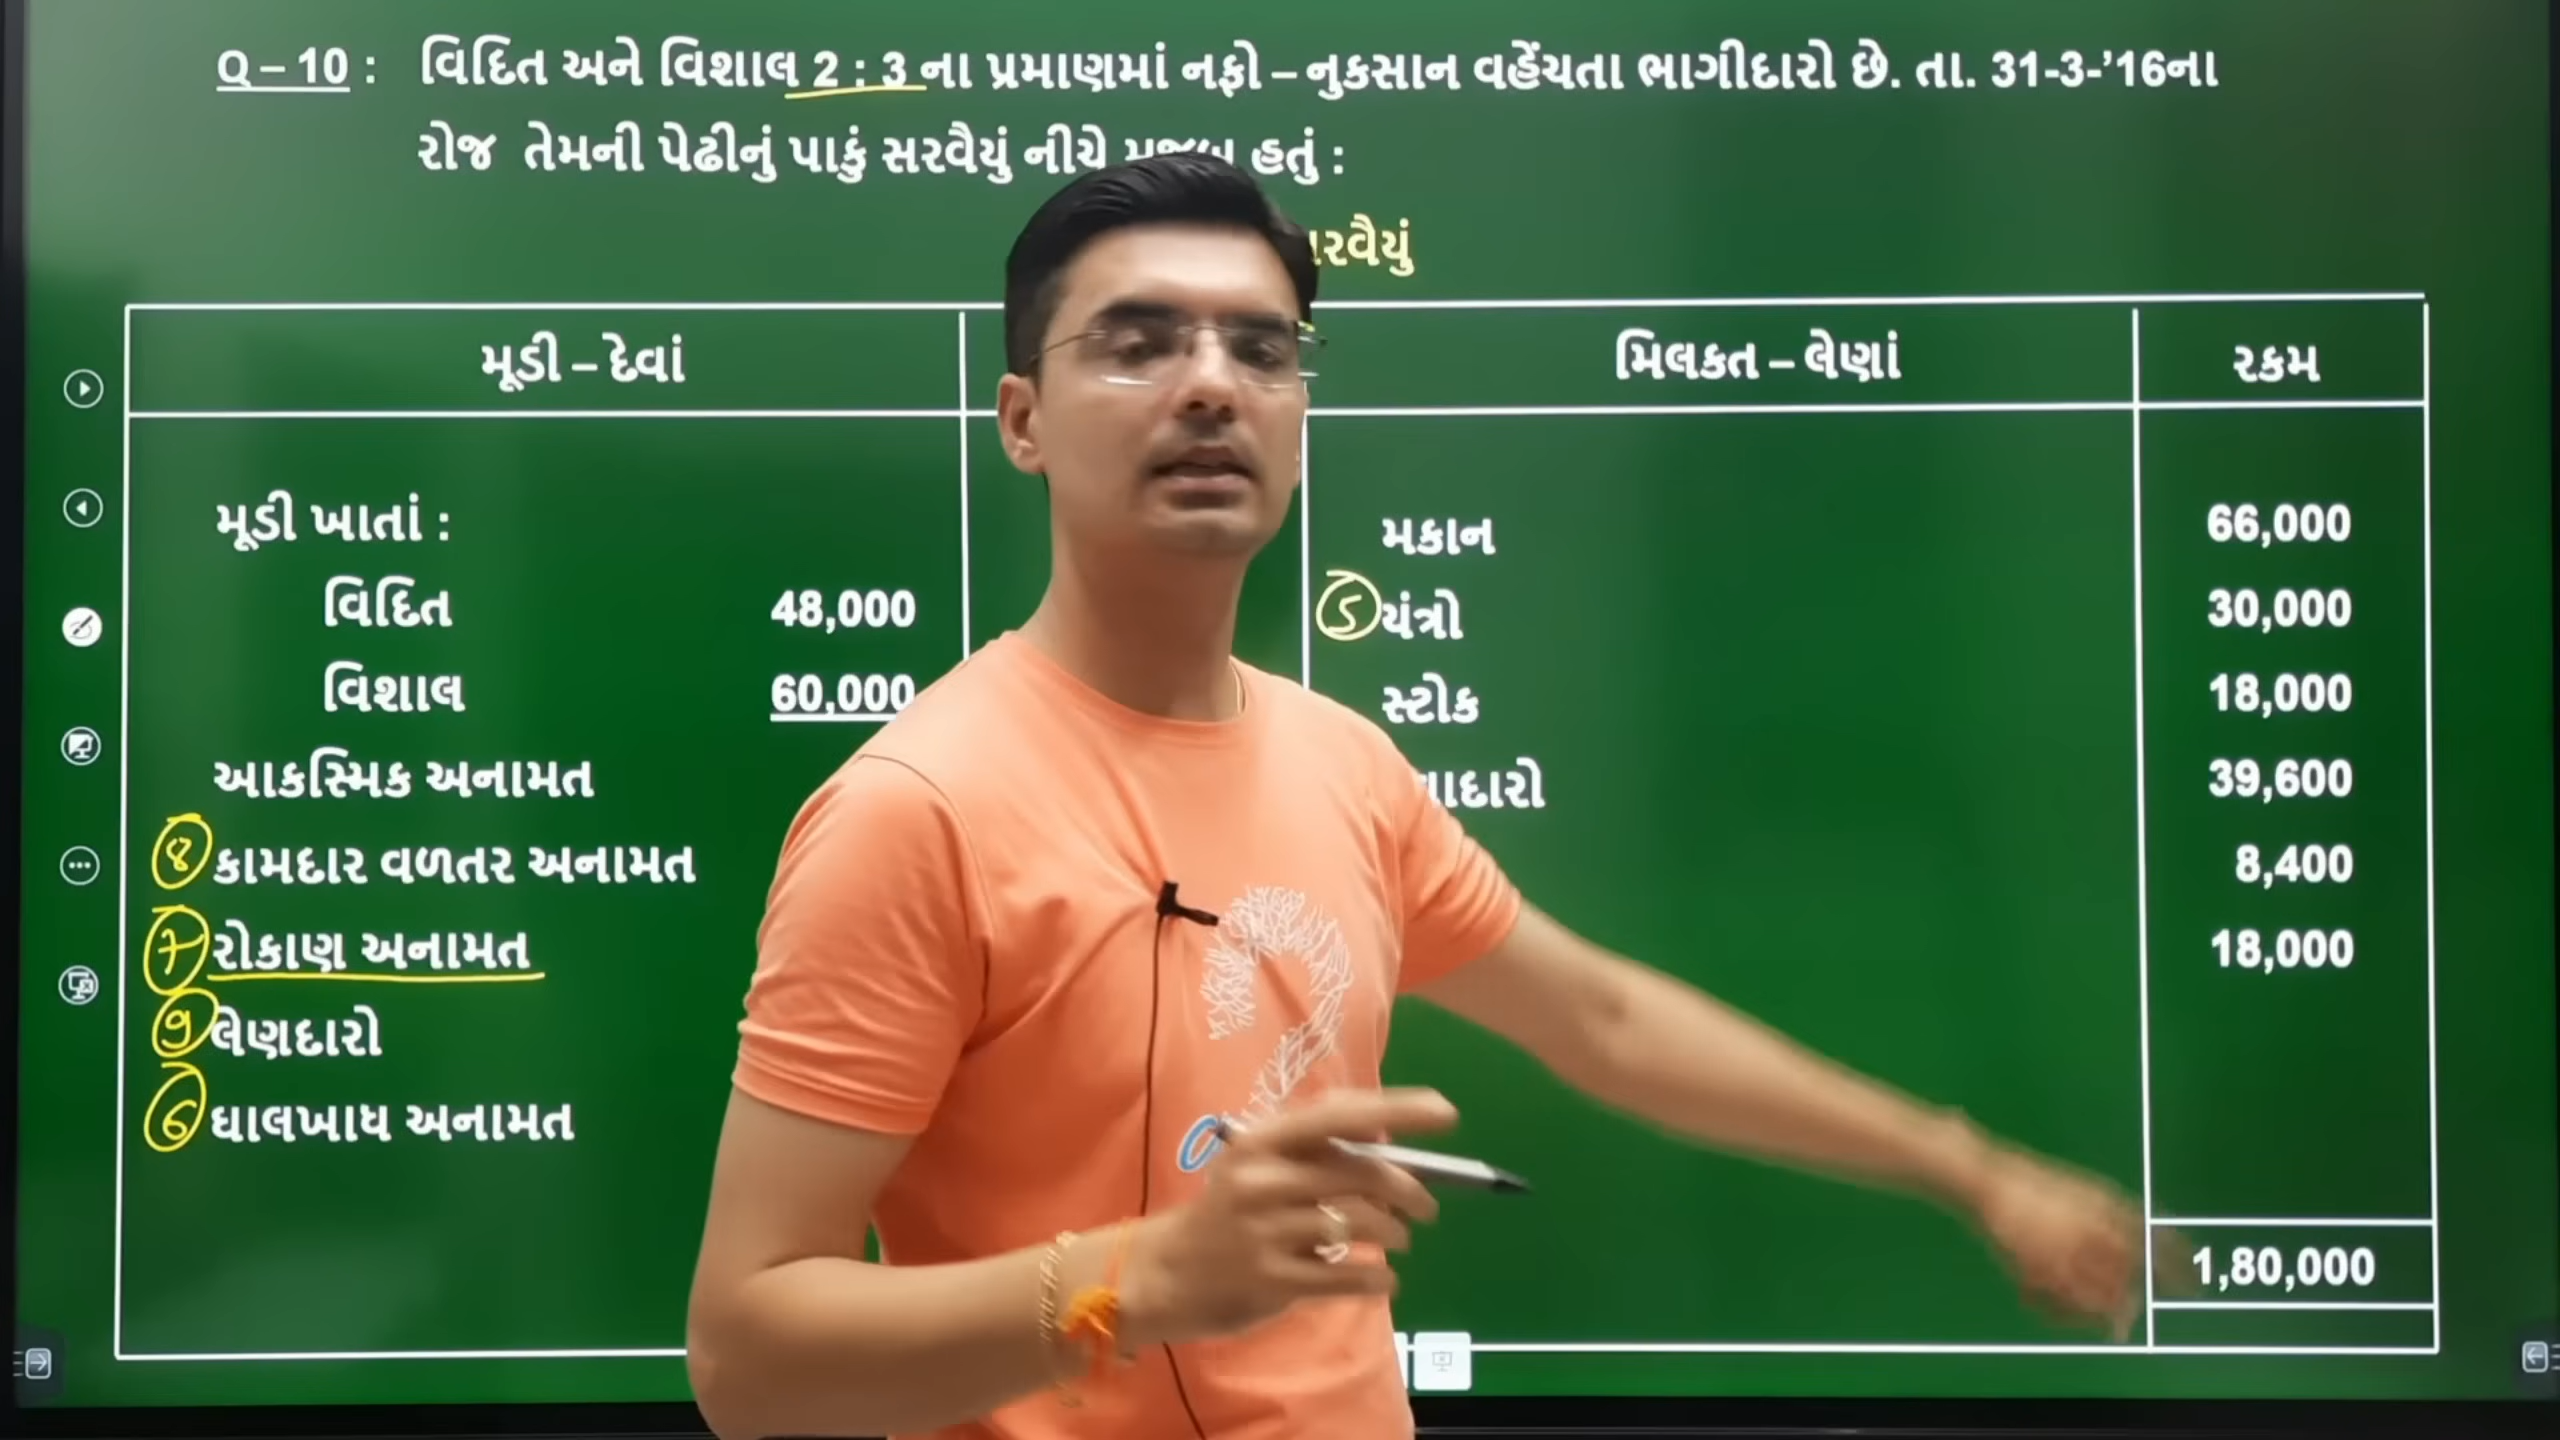 Q – 10 : વિદિત અને વિશાલ 2 : 3 ના પ્રમાણમાં નફો – નુકસાન વહેંચતા ભાગીદારો છે. તા. 31-3-’16ના
રોજ તેમની પેઢીનું પાકું સરવૈયું નીચે હતું :
મૂડી – દેવાં
મૂડી ખાતાં :
વિદિત 48,000
વિશાલ 60,000
આકસ્મિક અનામત
૪ કામદાર વળતર અનામત
રોકાણ અનામત
લેણદારો
ઘાલખાધ અનામત
મિલકત – લેણાં રકમ
મકાન 66,000
યંત્રો 30,000
સ્ટોક 18,000
39,600
8,400
18,000
1,80,000